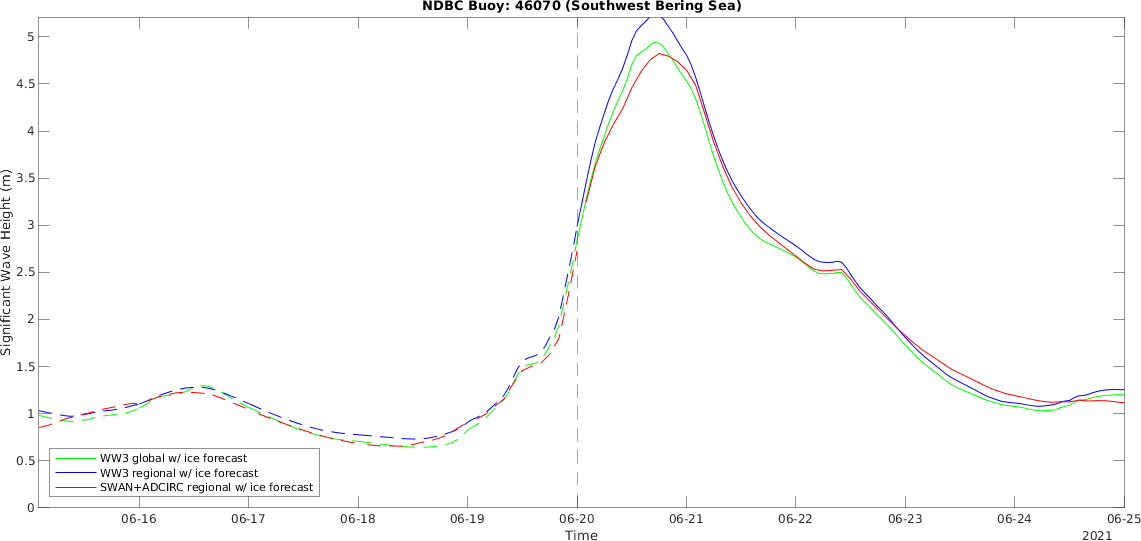 NDBC Buoy: 46070 (Southwest Bering Sea)
5
4.5
4
3.5
3
2.5
2
1.5
1
0.5
0
Significant Wave Height (m)
WW3 global w/ ice forecast
WW3 regional w/ ice forecast
SWAN+ADCIRC regional w/ ice forecast
06-16 06-17 06-18 06-19 06-20 06-21 06-22 06-23 06-24 06-25
Time
2021